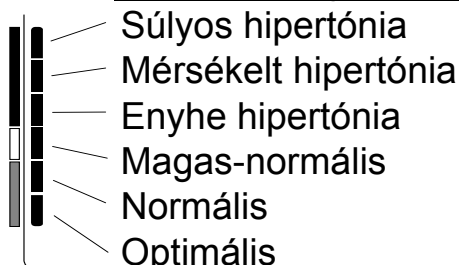 Súlyos hipertónia
Mérsékelt hipertónia
Enyhe hipertónia
Magas-normális
Normális
Optimális